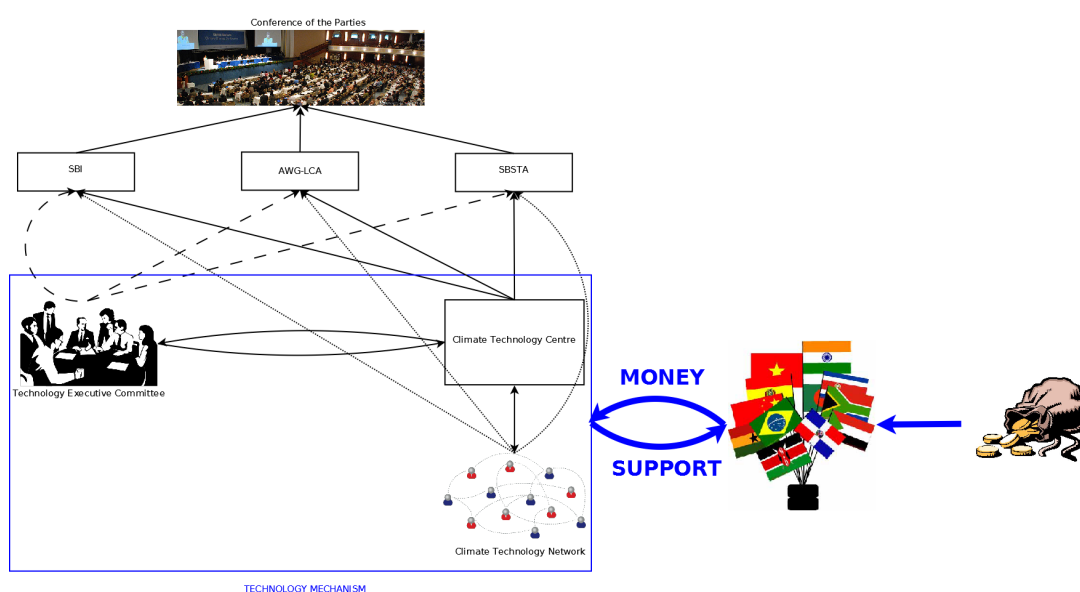 Conference of the Parties
SBI
AWG-LCA
SBSTA
Climate Technology Centre
Technology Executive Committee
MONEY
SUPPORT
Climate Technology Network
TECHNOLOGY MECHANISM